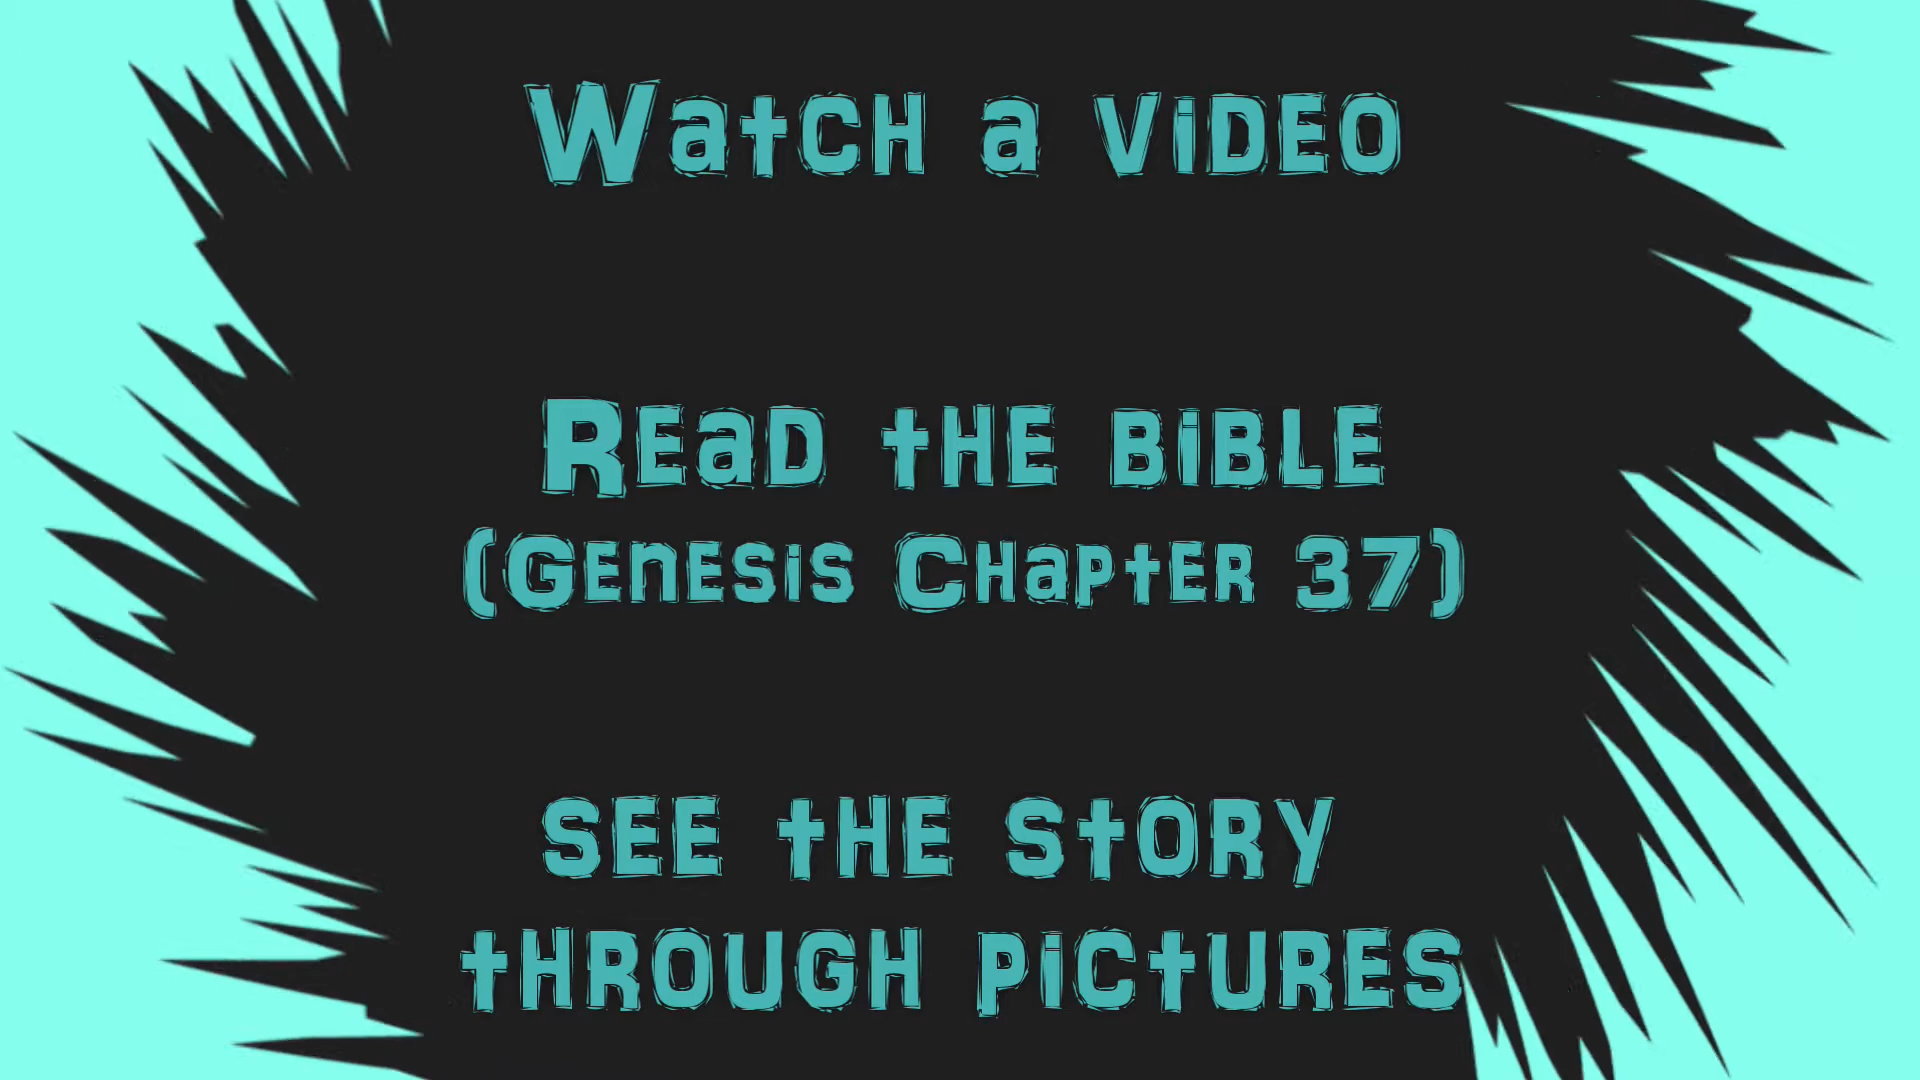 Watch a video
Read the bible
(Genesis Chapter 37)
see the story
through pictures